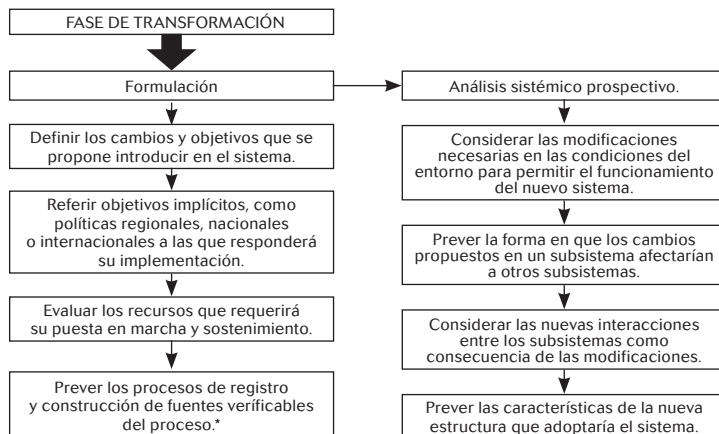 FASE DE TRANSFORMACIÓN
Formulación
Definir los cambios y objetivos que se
propone introducir en el sistema.
Referir objetivos implícitos, como
políticas regionales, nacionales
o internacionales a las que responderá
su implementación.
Evaluar los recursos que requerirá
su puesta en marcha y sostenimiento.
Prever los procesos de registro
y construcción de fuentes verificables
del proceso.*
Análisis sistémico prospectivo.
Considerar las modificaciones
necesarias en las condiciones del
entorno para permitir el funcionamiento
del nuevo sistema.
Prever la forma en que los cambios
propuestos en un subsistema afectarían
a otros subsistemas.
Considerar las nuevas interacciones
entre los subsistemas como
consecuencia de las modificaciones.
Prever las características de la nueva
estructura que adoptaría el sistema.